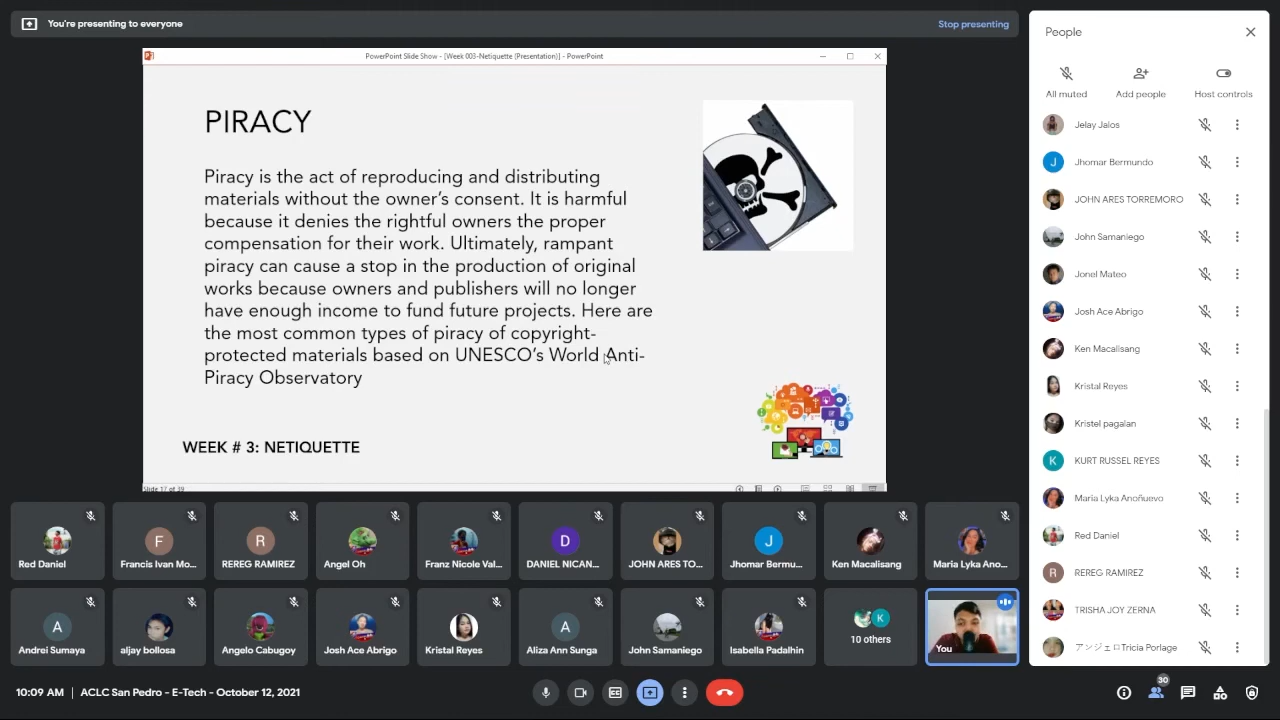 You're presenting to everyone
Stop presenting
PowerPoint Slide Show - [Week 003-Netiquette (Presentation)] - PowerPoint
PIRACY
Piracy is the act of reproducing and distributing
materials without the owner's consent. It is harmful
because it denies the rightful owners the proper
compensation for their work. Ultimately, rampant
piracy can cause a stop in the production of original
works because owners and publishers will no longer
have enough income to fund future projects. Here are
the most common types of piracy of copyright-
protected materials based on UNESCO's World Anti-
Piracy Observatory
WEEK # 3: NETIQUETTE
Slide 17 of 39
Red Daniel
F
Francis Ivan Mo...
R
REREG RAMIREZ
Angel Oh
Franz Nicole Val...
D
DANIEL NICAN...
JOHN ARES TO...
J
Jhomar Bermu...
Ken Macalisang
Maria Lyka Ano...
A
Andrei Sumaya
aljay bollosa
Angelo Cabugoy
Josh Ace Abrigo
Kristal Reyes
A
Aliza Ann Sunga
John Samaniego
Isabella Padalhin
K
10 others
You
10:09 AM | ACLC San Pedro - E-Tech - October 12, 2021
People
All muted
Add people
Host controls
Jelay Jalos
J
Jhomar Bermundo
JOHN ARES TORREMORO
John Samaniego
Jonel Mateo
Josh Ace Abrigo
Ken Macalisang
Kristal Reyes
Kristel pagalan
K
KURT RUSSEL REYES
Maria Lyka Anoñuevo
Red Daniel
R
REREG RAMIREZ
TRISHA JOY ZERNA
アンジェロTricia Porlage
30